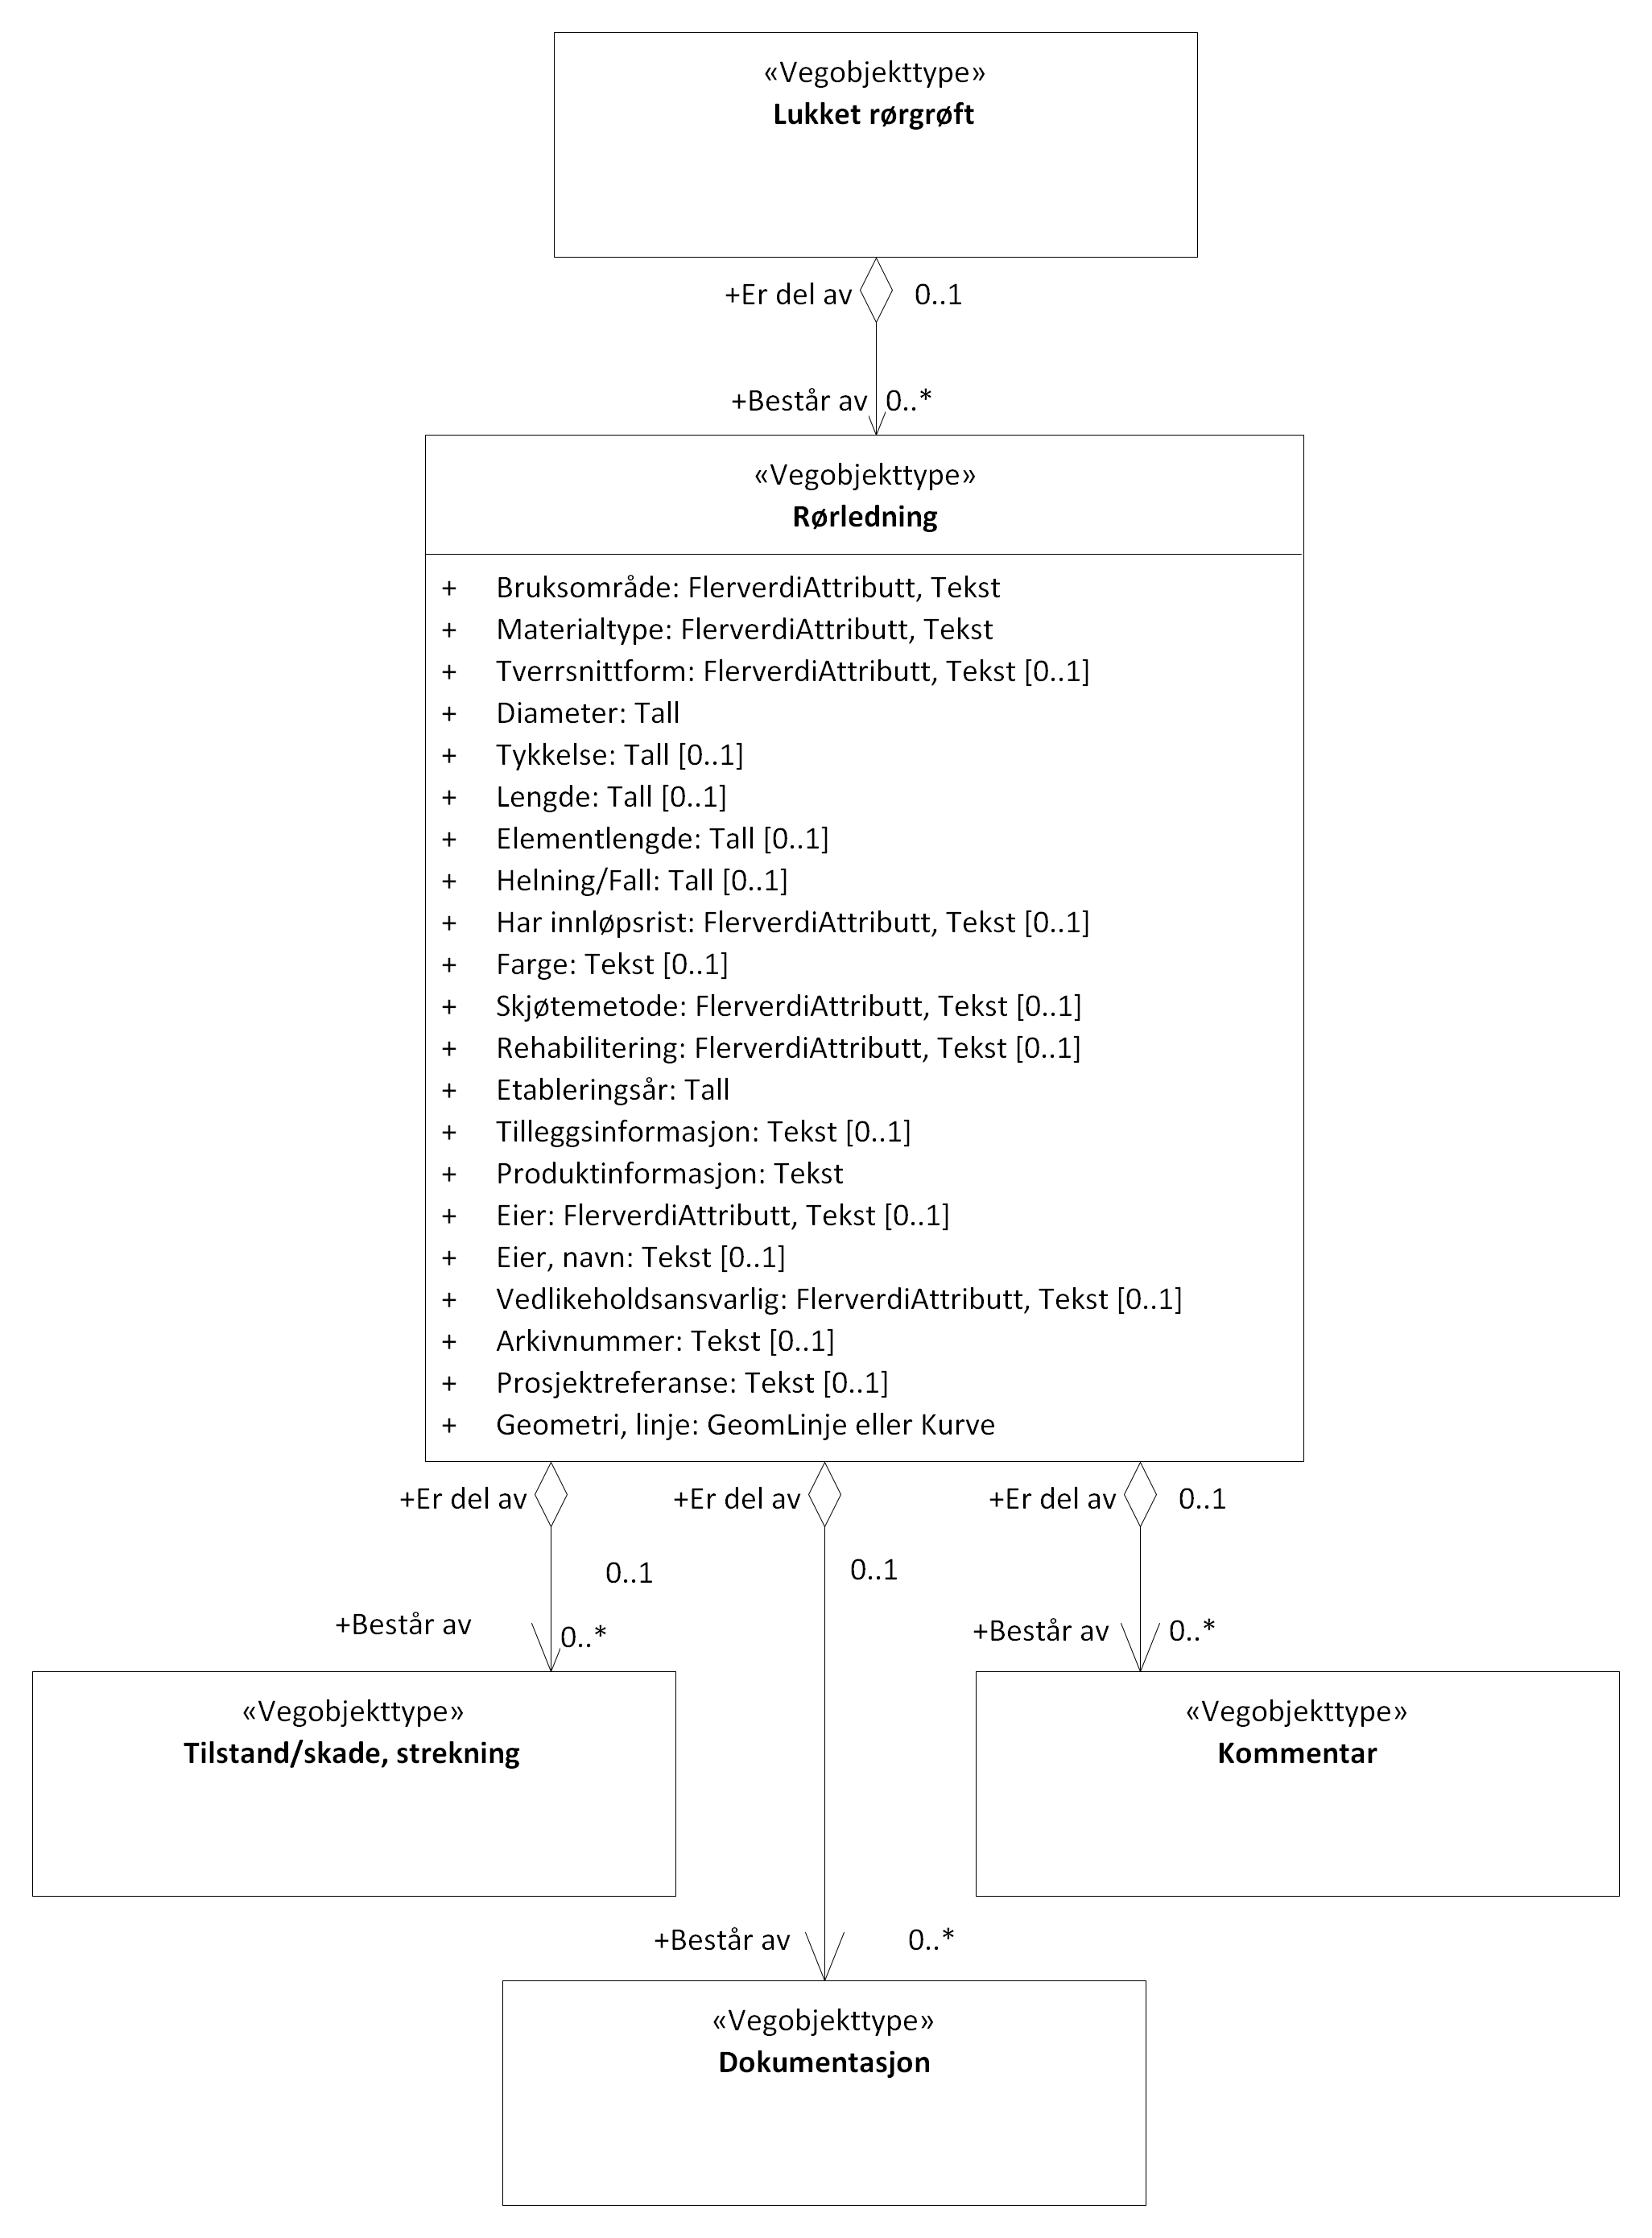 «Vegobjekttype»
Lukket rørgrøft
+Er del av 0..1
+Består av 0..*
«Vegobjekttype»
Rørledning
+ Bruksområde: FlerverdiAttributt, Tekst
+ Materialtype: FlerverdiAttributt, Tekst
+ Tverrsnittform: FlerverdiAttributt, Tekst [0..1]
+ Diameter: Tall
+ Tykkelse: Tall [0..1]
+ Lengde: Tall [0..1]
+ Elementlengde: Tall [0..1]
+ Helning/Fall: Tall [0..1]
+ Har innløpsrist: FlerverdiAttributt, Tekst [0..1]
+ Farge: Tekst [0..1]
+ Skjøtemetode: FlerverdiAttributt, Tekst [0..1]
+ Rehabilitering: FlerverdiAttributt, Tekst [0..1]
+ Etableringsår: Tall
+ Tilleggsinformasjon: Tekst [0..1]
+ Produktinformasjon: Tekst
+ Eier: FlerverdiAttributt, Tekst [0..1]
+ Eier, navn: Tekst [0..1]
+ Vedlikeholdsansvarlig: FlerverdiAttributt, Tekst [0..1]
+ Arkivnummer: Tekst [0..1]
+ Prosjektreferanse: Tekst [0..1]
+ Geometri, linje: GeomLinje eller Kurve
+Er del av +Er del av +Er del av 0..1
0..1 0..1
+Består av 0..* +Består av 0..*
«Vegobjekttype»
Tilstand/skade, strekning
«Vegobjekttype»
Kommentar
+Består av 0..*
«Vegobjekttype»
Dokumentasjon